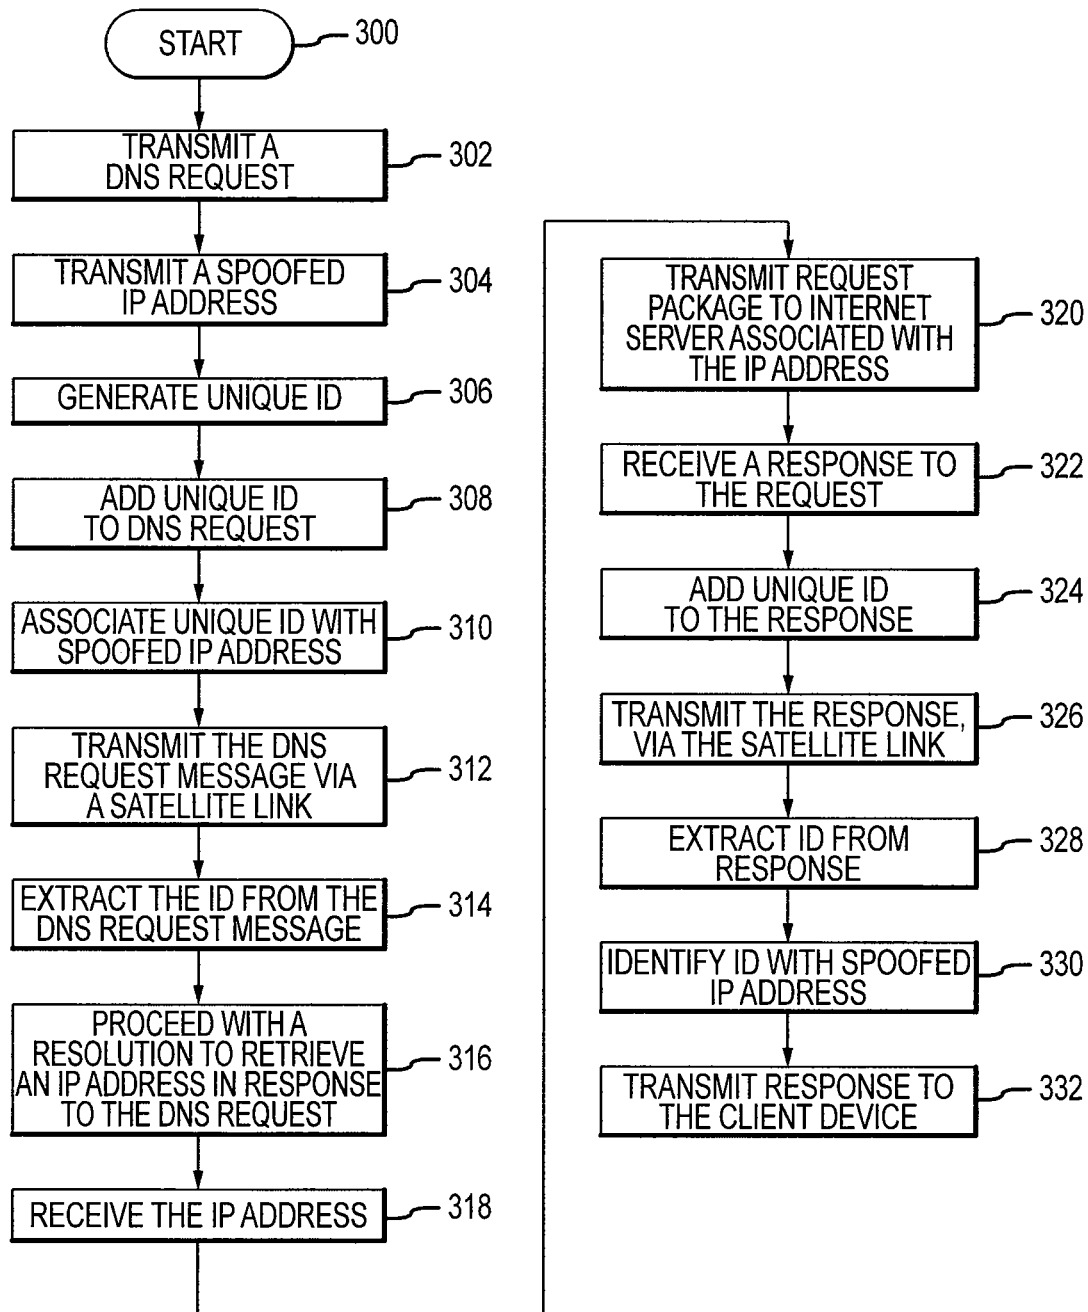 START
300
TRANSMIT A
DNS REQUEST
302
TRANSMIT A SPOOFED
IP ADDRESS
304
GENERATE UNIQUE ID
306
ADD UNIQUE ID
TO DNS REQUEST
308
ASSOCIATE UNIQUE ID WITH
SPOOFED IP ADDRESS
310
TRANSMIT THE DNS
REQUEST MESSAGE VIA
A SATELLITE LINK
312
EXTRACT THE ID FROM THE
DNS REQUEST MESSAGE
314
PROCEED WITH A
RESOLUTION TO RETRIEVE
AN IP ADDRESS IN RESPONSE
TO THE DNS REQUEST
316
RECEIVE THE IP ADDRESS
318
TRANSMIT REQUEST
PACKAGE TO INTERNET
SERVER ASSOCIATED WITH
THE IP ADDRESS
320
RECEIVE A RESPONSE TO
THE REQUEST
322
ADD UNIQUE ID
TO THE RESPONSE
324
TRANSMIT THE RESPONSE,
VIA THE SATELLITE LINK
326
EXTRACT ID FROM
RESPONSE
328
IDENTIFY ID WITH SPOOFED
IP ADDRESS
330
TRANSMIT RESPONSE TO
THE CLIENT DEVICE
332